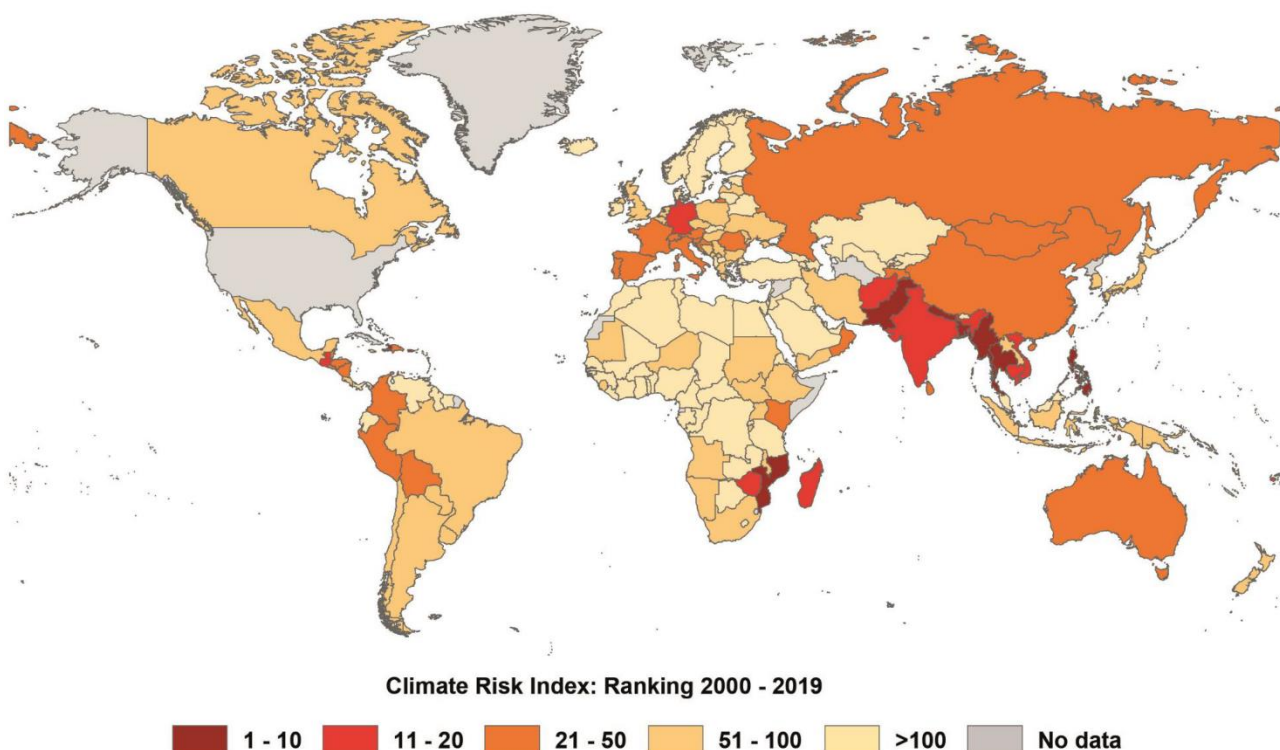 Climate Risk Index: Ranking 2000 - 2019
1 - 10 11 - 20 21 - 50 51 - 100 >100 No data